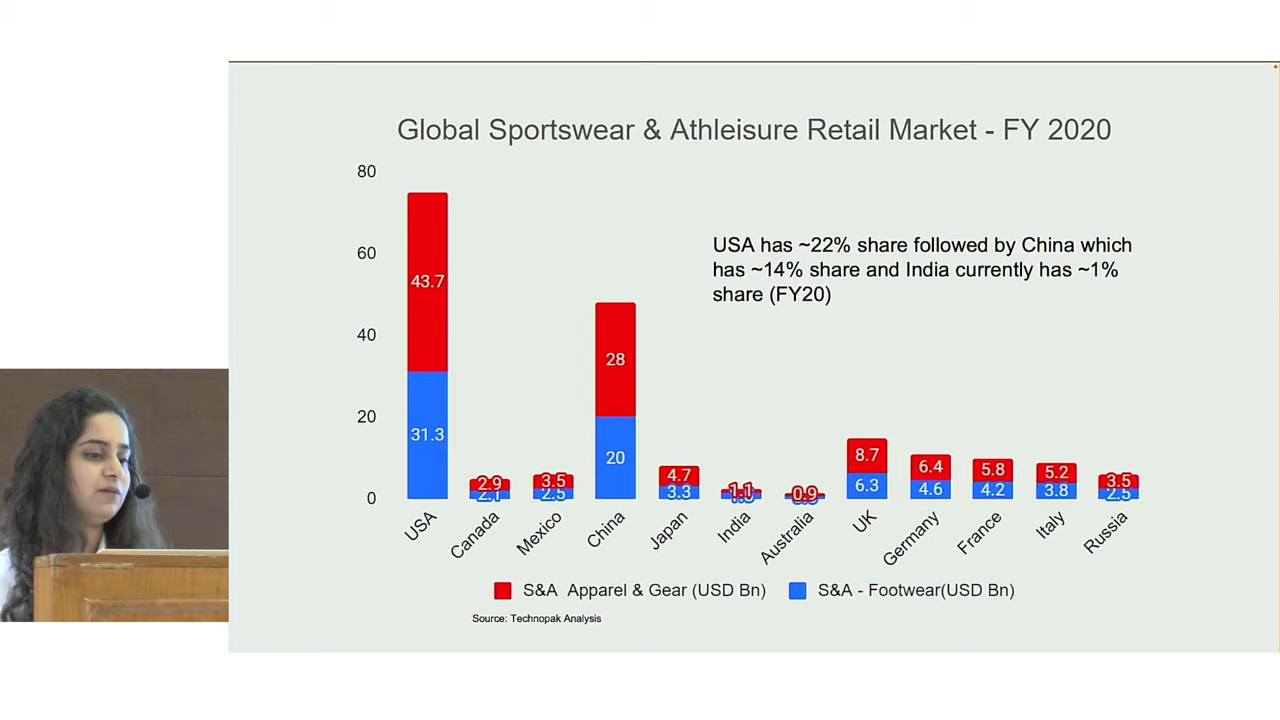 Global Sportswear & Athleisure Retail Market - FY 2020
80
60
40
20
0
USA has ~22% share followed by China which
has ~14% share and India currently has ~1%
share (FY20)
43.7
31.3
2.9
2.1
3.5
2.5
28
20
4.7
3.3
1.1
0.9
8.7
6.3
6.4
4.6
5.8
4.2
5.2
3.8
3.5
2.5
USA
Canada
Mexico
China
Japan
India
Australia
UK
Germany
France
Italy
Russia
S&A Apparel & Gear (USD Bn)
S&A - Footwear(USD Bn)
Source: Technopak Analysis